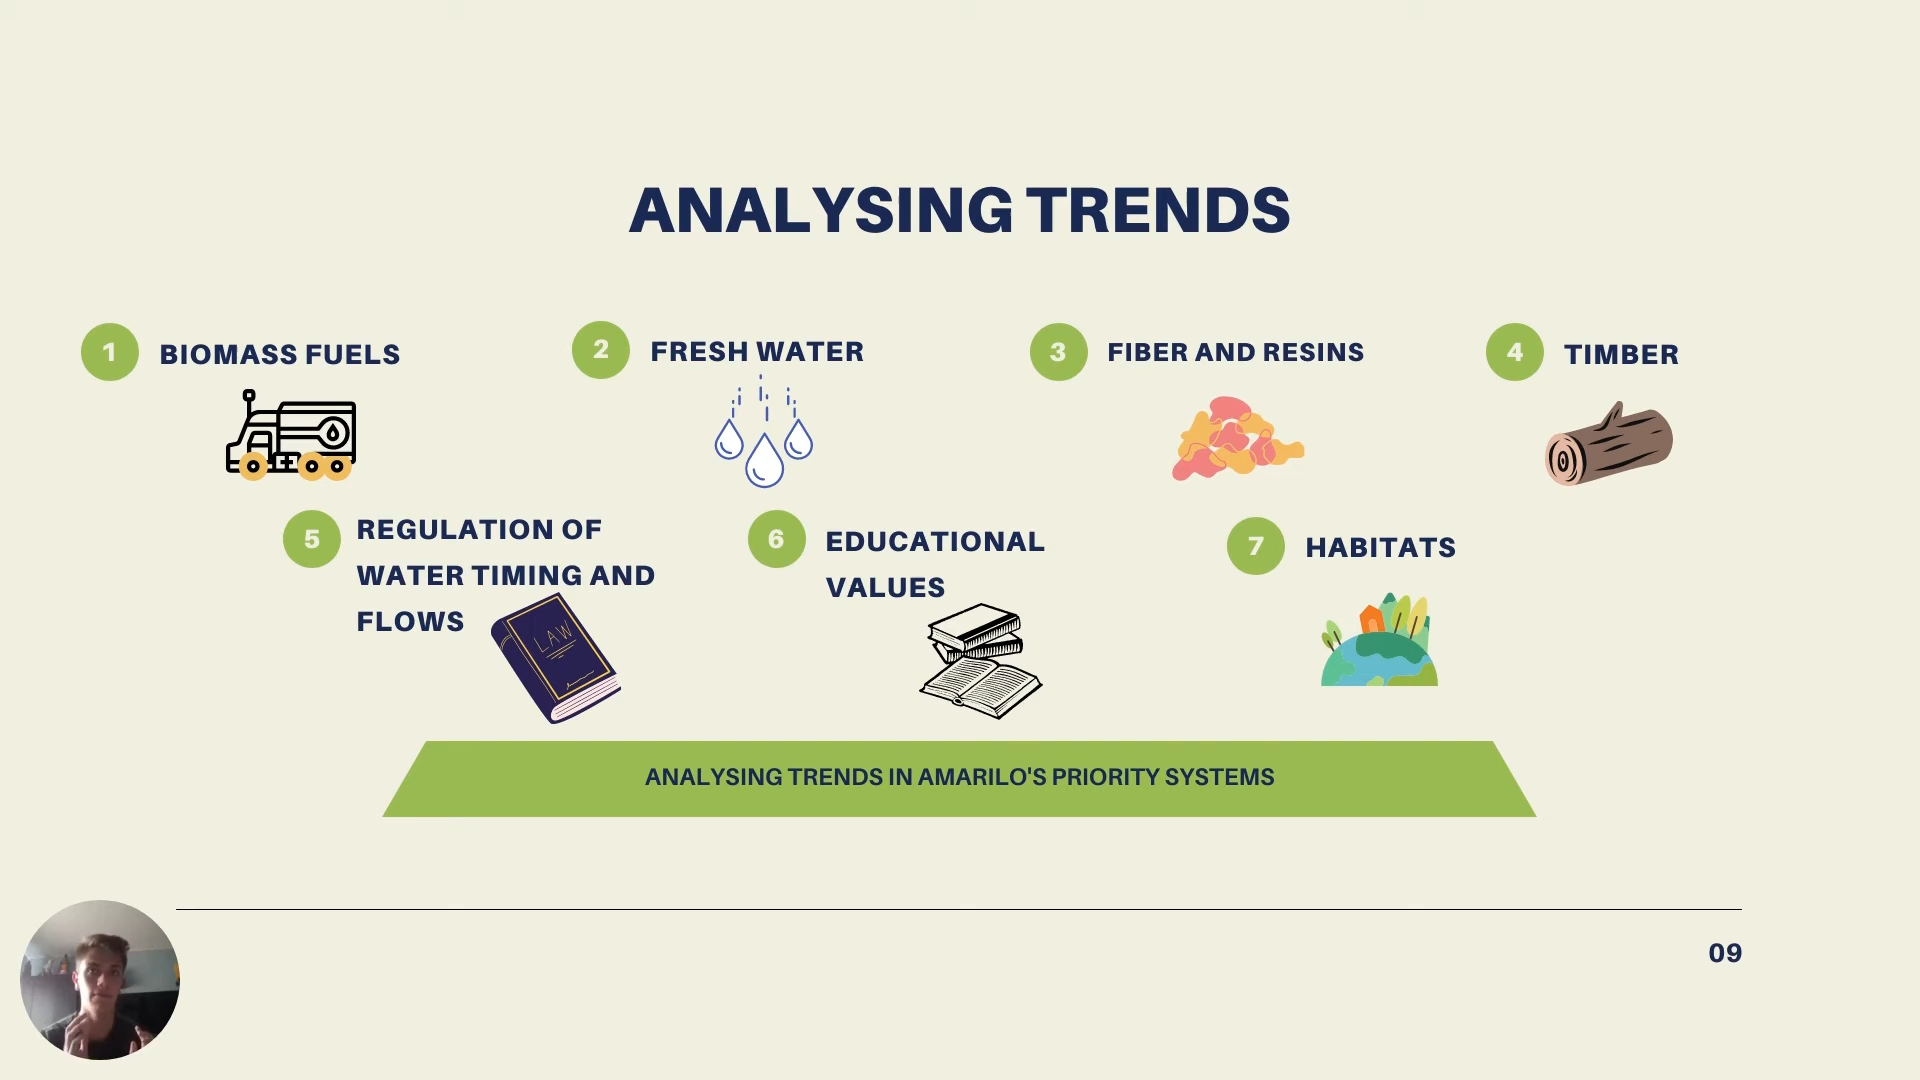 ANALYSING TRENDS
1 BIOMASS FUELS
2 FRESH WATER
3 FIBER AND RESINS
4 TIMBER
5 REGULATION OF
WATER TIMING AND
FLOWS
LAW
6 EDUCATIONAL
VALUES
7 HABITATS
ANALYSING TRENDS IN AMARILO'S PRIORITY SYSTEMS
09